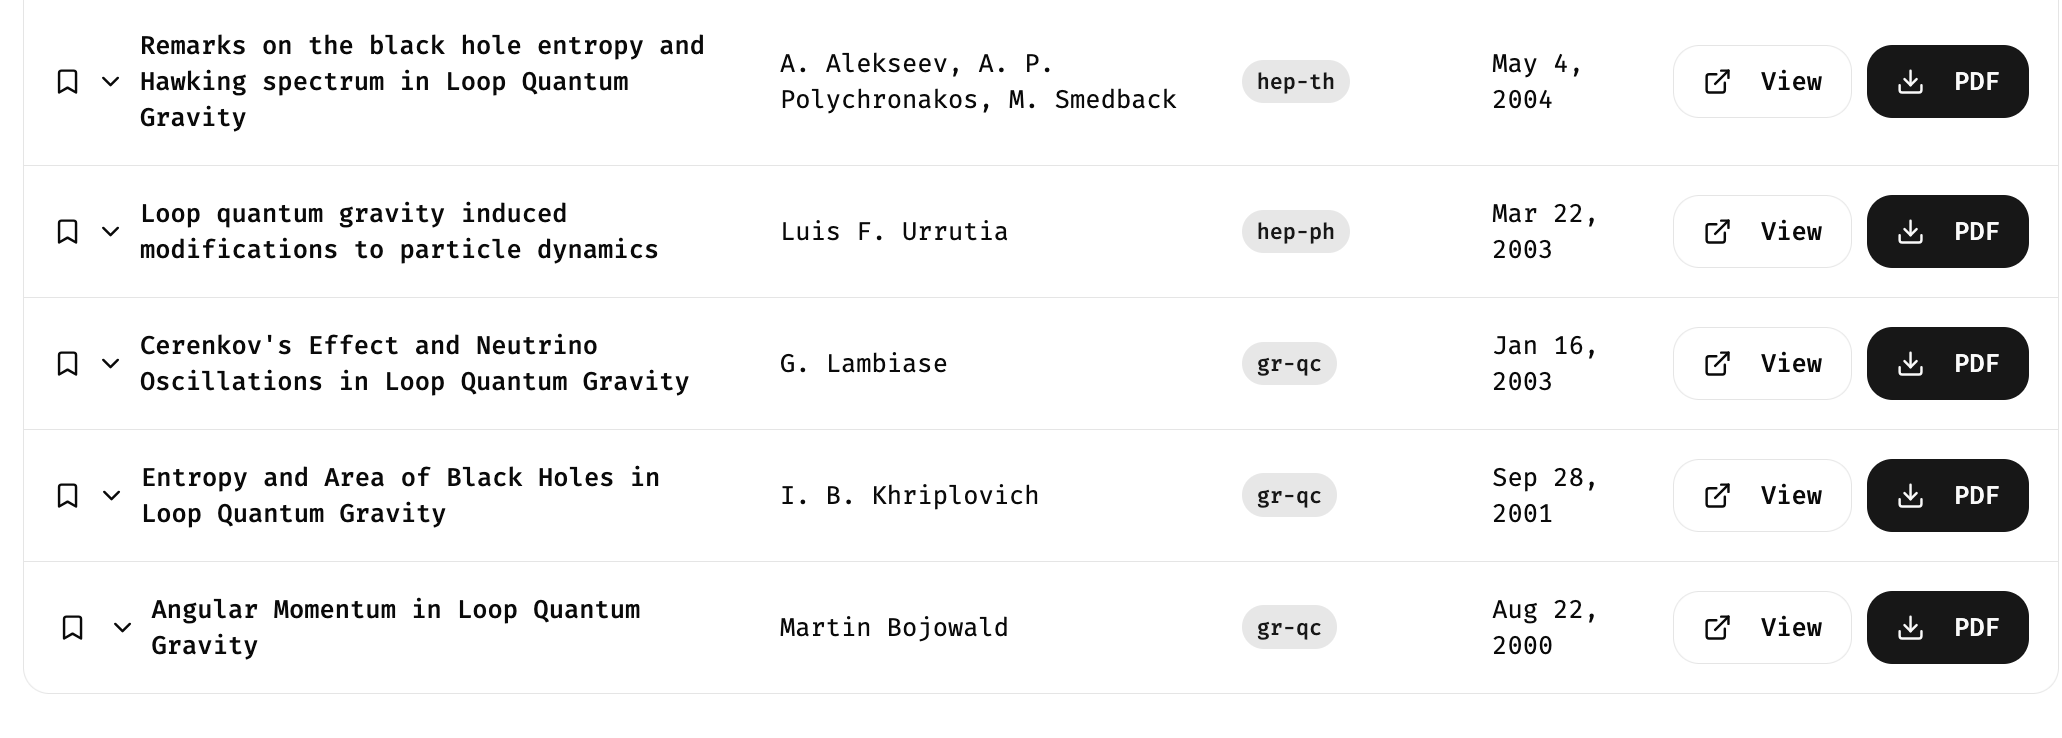 Remarks on the black hole entropy and
Hawking spectrum in Loop Quantum
Gravity
A. Alekseev, A. P.
Polychronakos, M. Smedback
hep-th
May 4,
2004
View
PDF
Loop quantum gravity induced
modifications to particle dynamics
Luis F. Urrutia
hep-ph
Mar 22,
2003
View
PDF
Cerenkov's Effect and Neutrino
Oscillations in Loop Quantum Gravity
G. Lambiase
gr-qc
Jan 16,
2003
View
PDF
Entropy and Area of Black Holes in
Loop Quantum Gravity
I. B. Khriplovich
gr-qc
Sep 28,
2001
View
PDF
Angular Momentum in Loop Quantum
Gravity
Martin Bojowald
gr-qc
Aug 22,
2000
View
PDF